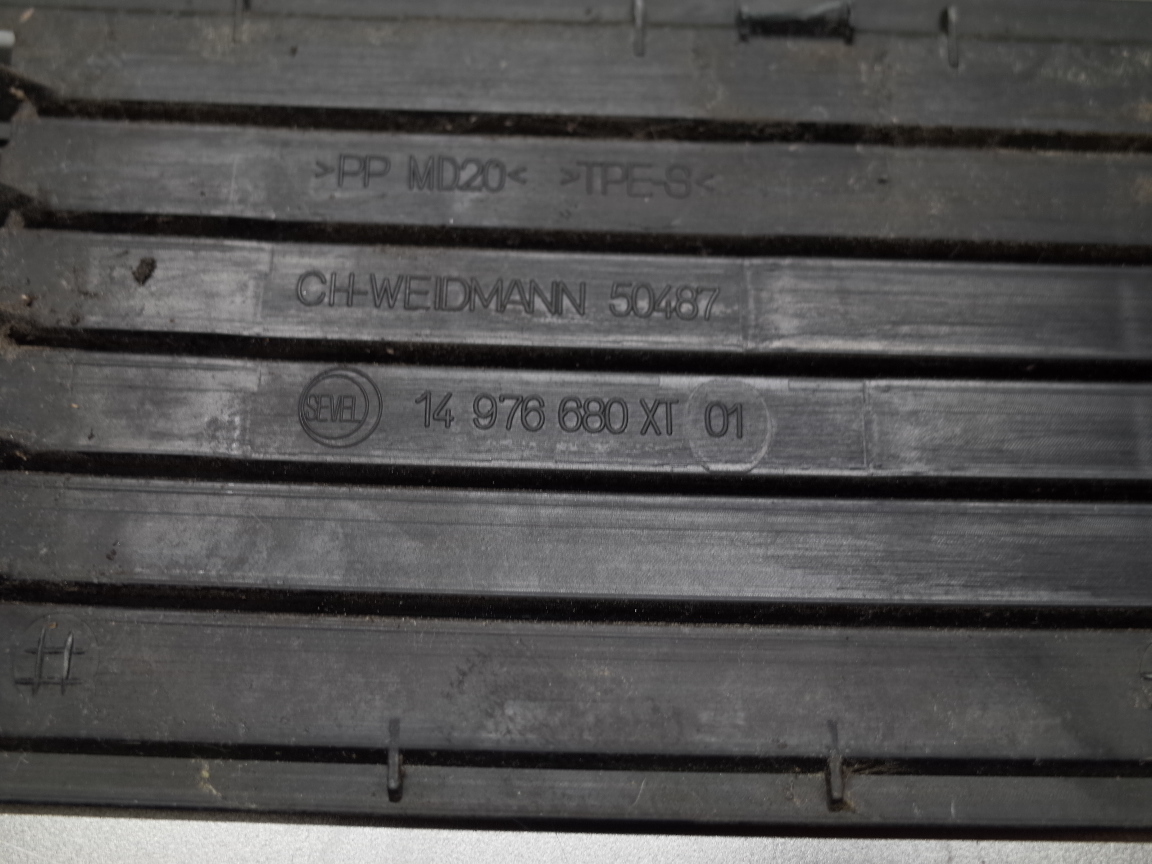 >PP MD20< >TPE-S<
CH-WEIDMANN 50487
SEVEL 14 976 680 XT 01